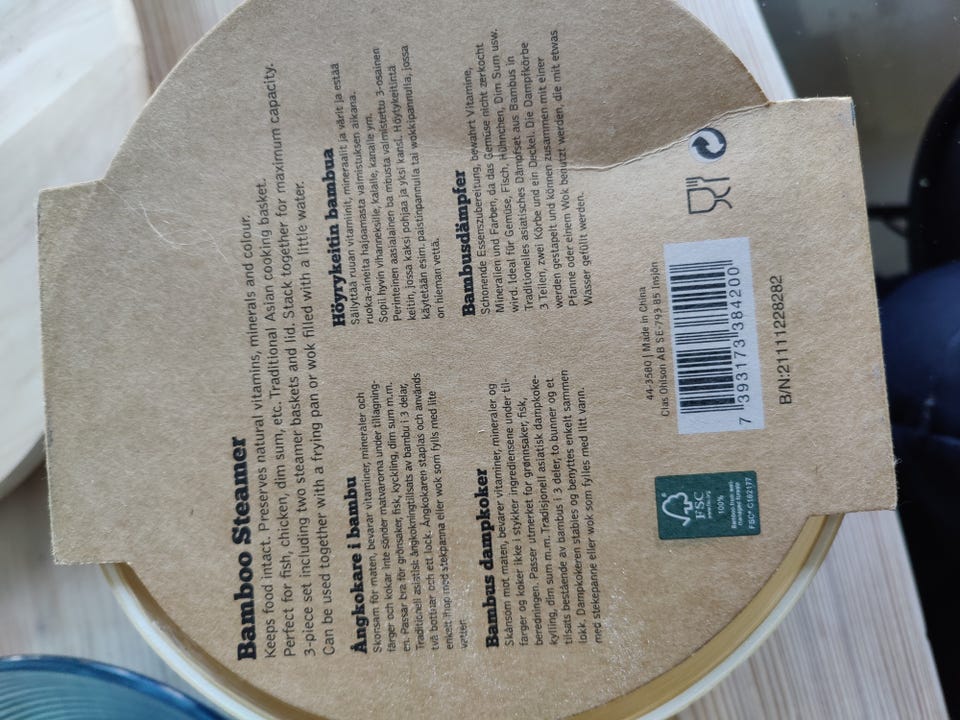 Bamboo Steamer
Keeps food intact. Preserves natural vitamins, minerals and colour.
Perfect for fish, chicken, dim sum, etc. Traditional Asian cooking basket.
3-piece set including two steamer baskets and lid. Stack together for maximum capacity.
Can be used together with a frying pan or wok filled with a little water.
Ångkokare i bambu
Skonsam för maten, bevarar vitaminer, mineraler och
färger och kokar inte sönder matvarorna under tillagning-
en. Passar bra för grönsaker, fisk, kyckling, dim sum m.m.
Traditionell asiatisk ångkokningtillsats av bambu i 3 delar,
två bottnar och ett lock. Ångkokaren staplas och används
enkelt ihop med stekpanna eller wok som fylls med lite
vatten.
Höyrykeitin bambua
Säilyttää ruuan vitamiinit, mineraalit ja värit ja estää
ruoka-aineita hajoamasta valmistuksen aikana.
Sopii hyvin vihanneksille, kalalle, kanalle ym.
Perinteinen aasialainen bambusta valmistettu 3-osainen
keitin, jossa kaksi pohjaa ja yksi kansi. Höytykeitintä
käytetään esim. paistinpannulla tai wokkipannulla, jossa
on hieman vettä.
Bambus dampkoker
Skånsom mot maten, bevarer vitaminer, mineraler og
farger og koker ikke i stykker ingrediensene under til-
beredningen. Passer utmerket for grønnsaker, fisk,
kylling, dim sum m.m. Tradisjonell asiatisk dampkoke-
tilsats bestående av bambus i 3 deler, to bunner og et
lokk. Dampkokeren stables og benyttes enkelt sammen
med stekepanne eller wok som fylles med litt vann.
Bambusdämpfer
Schonende Essenszubereitung, bewahrt Vitamine,
Mineralien und Farben, da das Gemüse nicht zerkocht
wird. Ideal für Gemüse, Fisch, Hühnchen, Dim Sum usw.
Traditionelles asiatisches Dämpfset aus Bambus in
3 Teilen, zwei Körbe und ein Deckel. Die Dampfkörbe
werden gestapelt und können zusammen mit einer
Pfanne oder einem Wok benutzt werden, die mit etwas
Wasser gefüllt werden.
FSC
www.fsc.org
100%
Bamboo from well-
managed forests
FSC® C162177
44-3580 | Made in China
Clas Ohlson AB SE-793 85 Insjön
7 393173 384200
B/N:21111228282